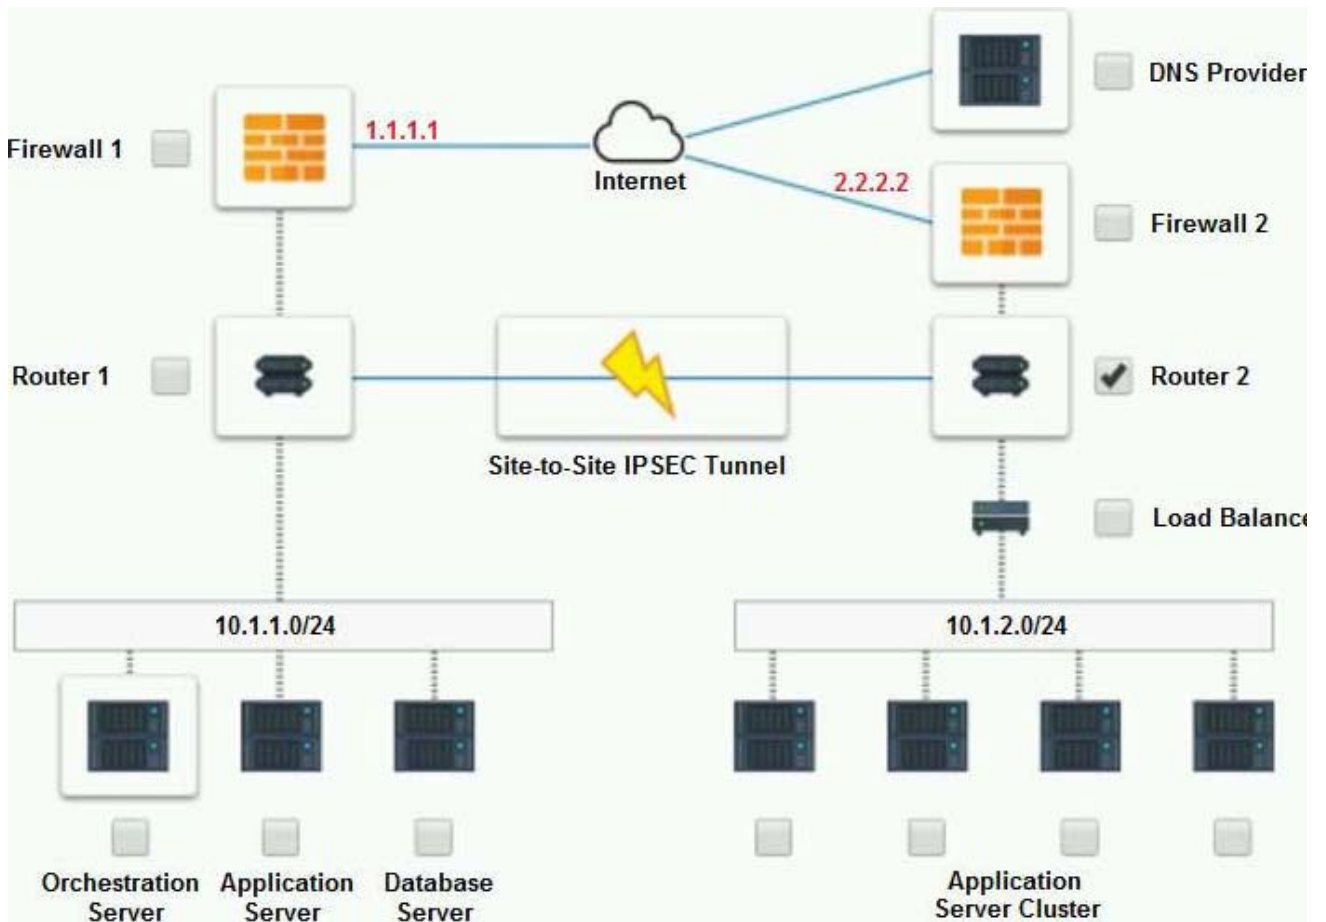 DNS Provider
1.1.1.1
Firewall 1
Internet
2.2.2.2
Firewall 2
Router 1
Router 2
Site-to-Site IPSEC Tunnel
Load Balance
10.1.1.0/24
10.1.2.0/24
Orchestration
Server
Application
Server
Database
Server
Application
Server Cluster